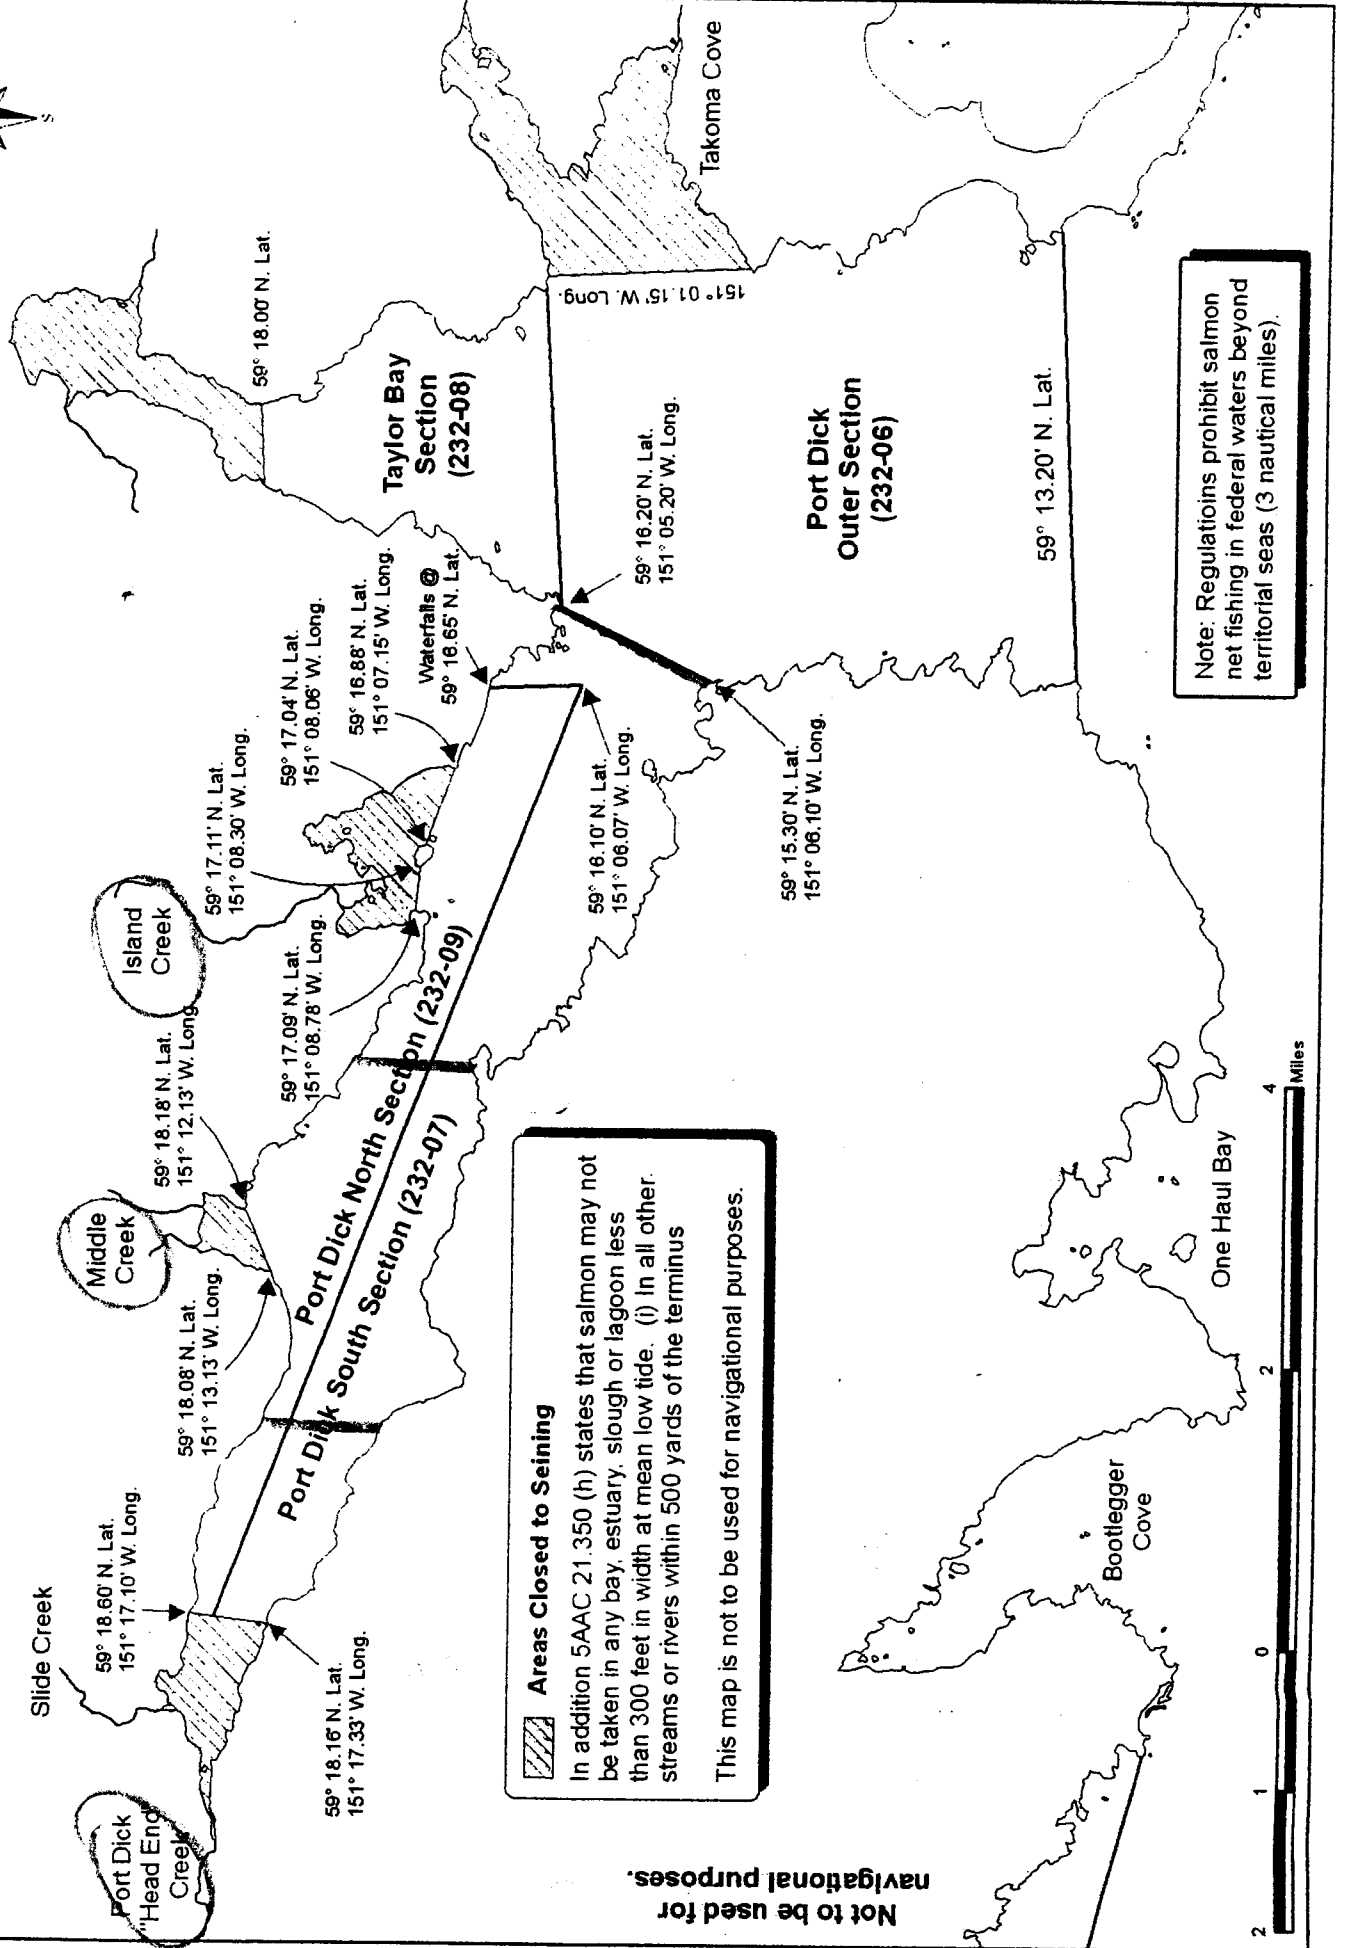 Port Dick
"Head End"
Creek
Slide Creek
59° 18.60' N. Lat.
151° 17.10' W. Long.
59° 18.16' N. Lat.
151° 17.33' W. Long.
Middle
Creek
59° 18.08' N. Lat.
151° 13.13' W. Long.
59° 18.18' N. Lat.
151° 12.13' W. Long.
Island
Creek
59° 17.09' N. Lat.
151° 08.78' W. Long.
59° 17.11' N. Lat.
151° 08.30' W. Long.
59° 17.04' N. Lat.
151° 08.06' W. Long.
59° 16.88' N. Lat.
151° 07.15' W. Long.
Waterfalls @
59° 16.65' N. Lat.
Port Dick North Section (232-09)
Port Dick South Section (232-07)
59° 16.10' N. Lat.
151° 06.07' W. Long.
59° 15.30' N. Lat.
151° 06.10' W. Long.
59° 16.20' N. Lat.
151° 05.20' W. Long.
59° 18.00' N. Lat.
Taylor Bay
Section
(232-08)
151° 01.15' W. Long.
Takoma Cove
Port Dick
Outer Section
(232-06)
59° 13.20' N. Lat.
Areas Closed to Seining
In addition 5AAC 21.350 (h) states that salmon may not
be taken in any bay, estuary, slough or lagoon less
than 300 feet in width at mean low tide. (i) In all other
streams or rivers within 500 yards of the terminus
This map is not to be used for navigational purposes.
Note: Regulatioins prohibit salmon
net fishing in federal waters beyond
territorial seas (3 nautical miles).
Bootlegger
Cove
One Haul Bay
Not to be used for
navigational purposes.
2 1 0 2 4
Miles
S